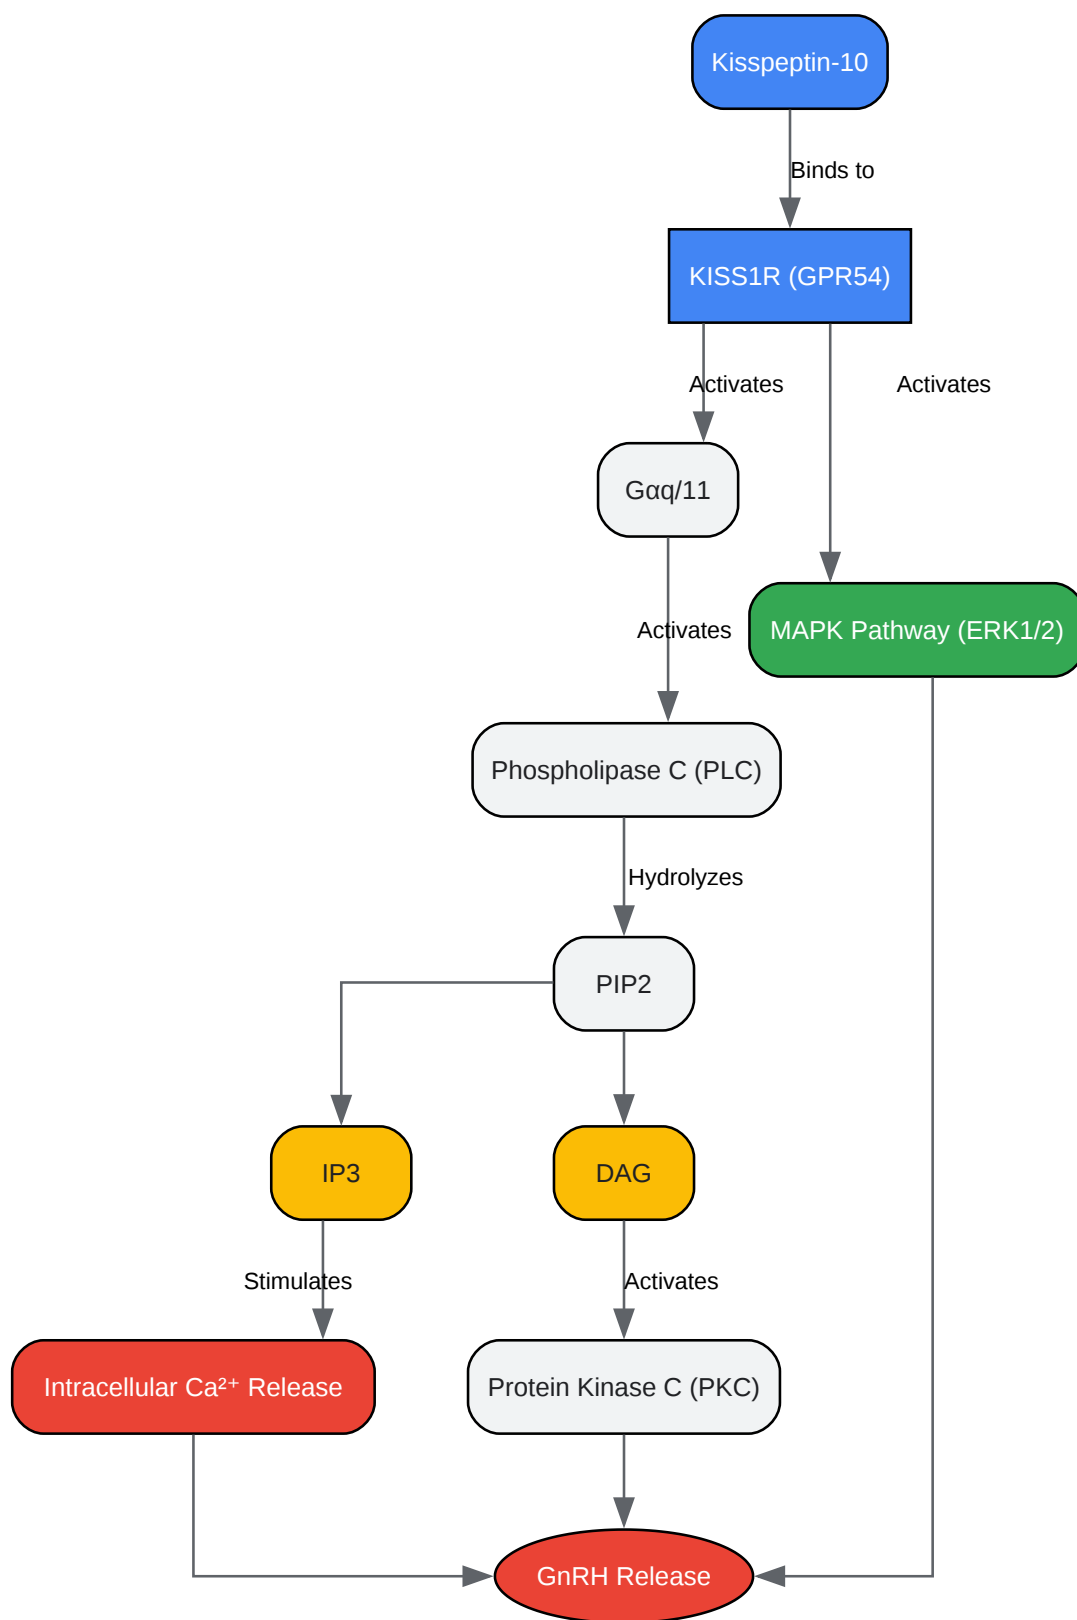 Kisspeptin-10
Binds to
KISS1R (GPR54)
Activates
Activates
Gαq/11
Activates
MAPK Pathway (ERK1/2)
Phospholipase C (PLC)
Hydrolyzes
PIP2
IP3
DAG
Stimulates
Activates
Intracellular Ca²⁺ Release
Protein Kinase C (PKC)
GnRH Release